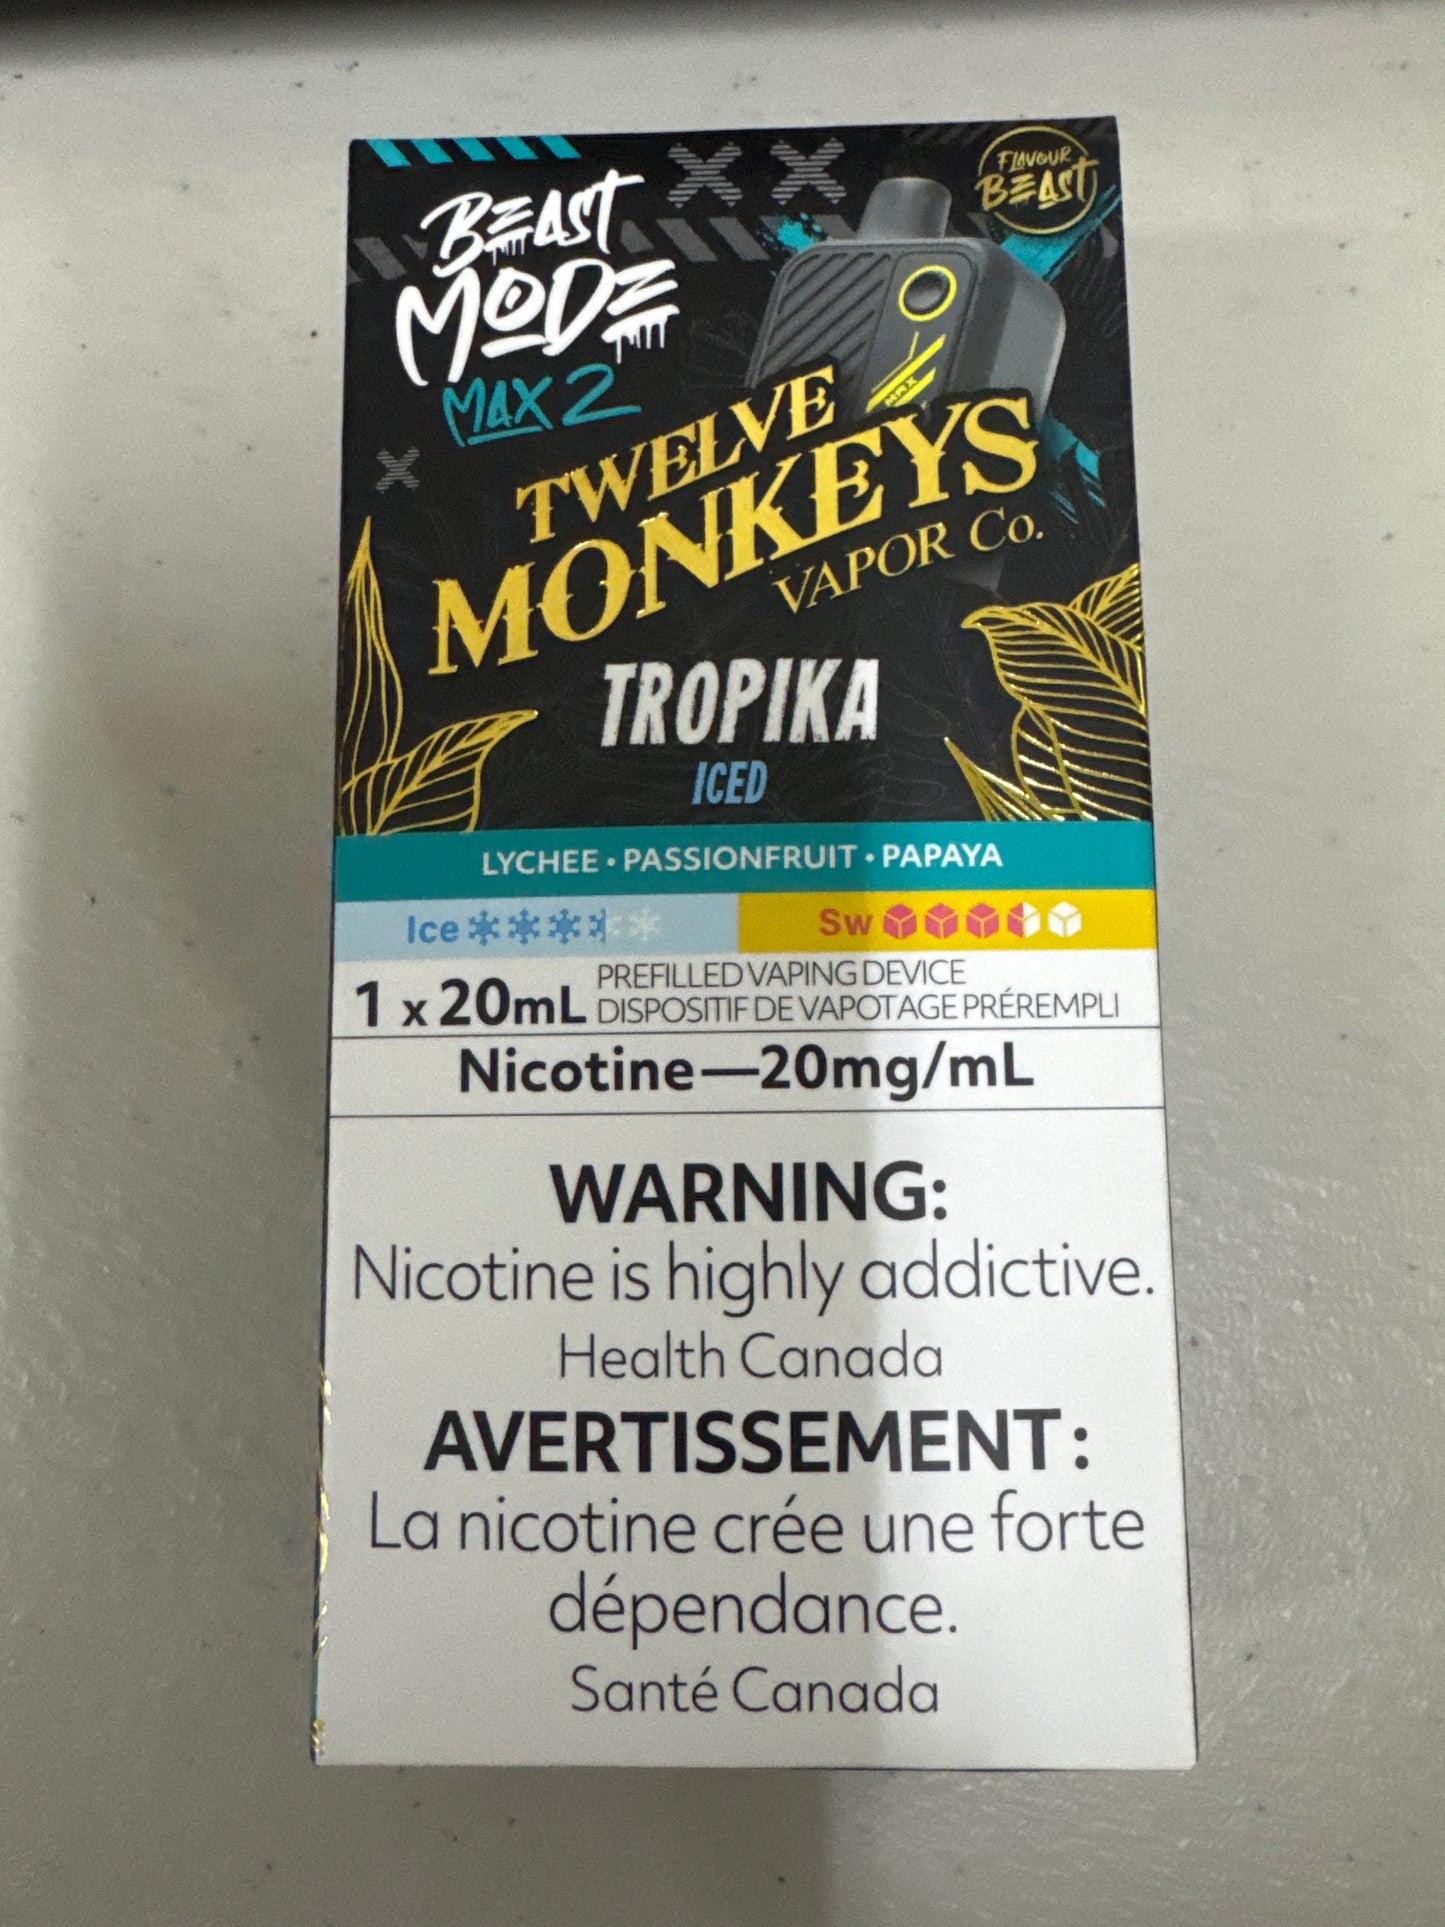 FLAVOUR
BEAST
BEAST
MODE
MAX 2
MAX
TWELVE
MONKEYS
VAPOR Co.
TROPIKA
ICED
LYCHEE • PASSIONFRUIT • PAPAYA
Ice
Sw
1 x 20mL PREFILLED VAPING DEVICE
DISPOSITIF DE VAPOTAGE PRÉREMPLI
Nicotine—20mg/mL
WARNING:
Nicotine is highly addictive.
Health Canada
AVERTISSEMENT :
La nicotine crée une forte
dépendance.
Santé Canada